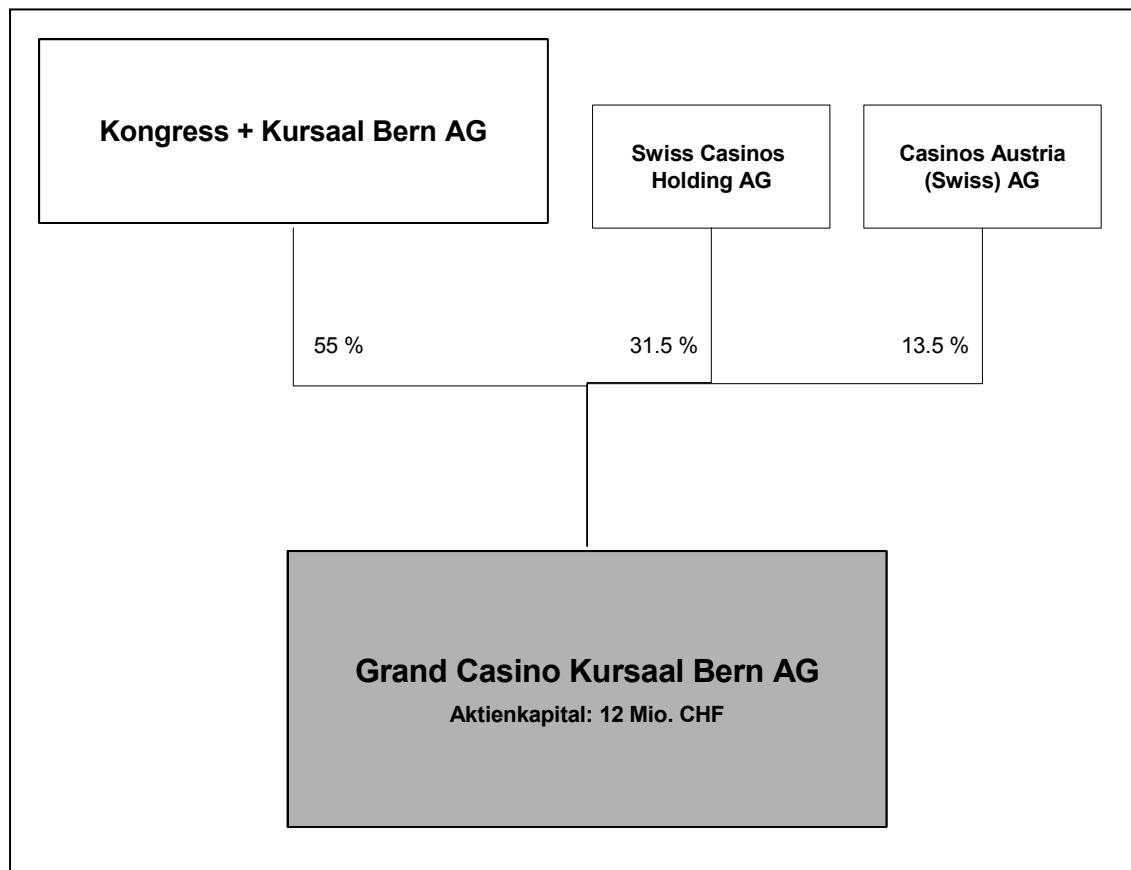 Kongress + Kursaal Bern AG
Swiss Casinos
Holding AG
Casinos Austria
(Swiss) AG
55 %
31.5 %
13.5 %
Grand Casino Kursaal Bern AG
Aktienkapital: 12 Mio. CHF